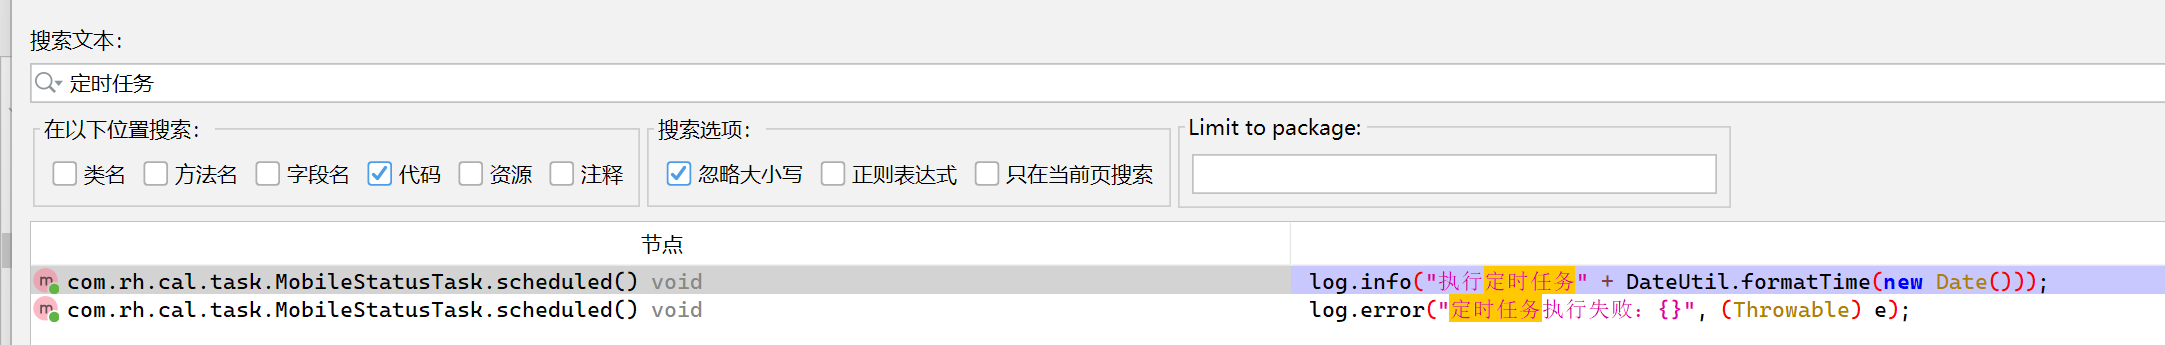 搜索文本:
定时任务
在以下位置搜索: 搜索选项: Limit to package:
类名 方法名 字段名 代码 资源 注释 忽略大小写 正则表达式 只在当前页搜索
节点
m com.rh.cal.task.MobileStatusTask.scheduled() void log.info("执行定时任务" + DateUtil.formatTime(new Date()));
m com.rh.cal.task.MobileStatusTask.scheduled() void log.error("定时任务执行失败: {}", (Throwable) e);